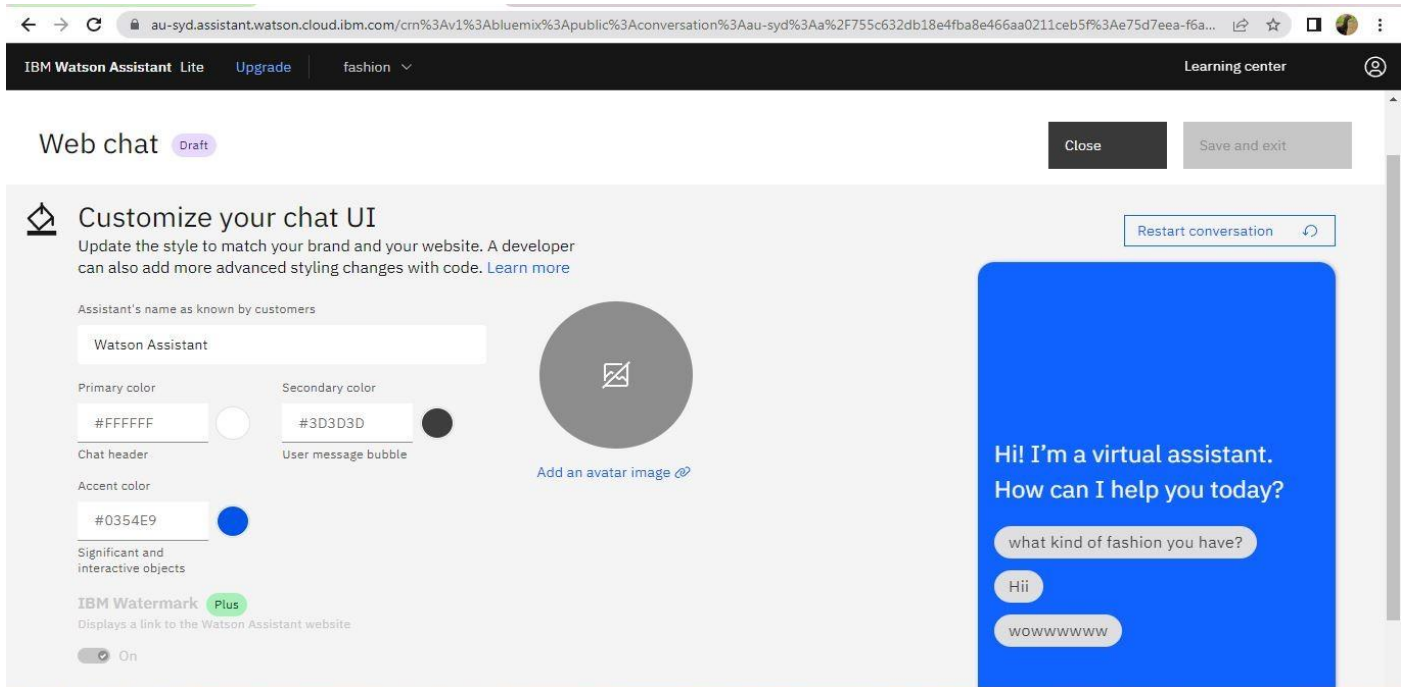 au-syd.assistant.watson.cloud.ibm.com/crn%3Av1%3Abluemix%3Apublic%3Aconversation%3Aau-syd%3Aa%2F755c632db18e4fba8e466aa0211ceb5f%3Ae75d7eea-f6a...
IBM Watson Assistant Lite Upgrade fashion Learning center
Web chat Draft Close Save and exit
Customize your chat UI
Update the style to match your brand and your website. A developer
can also add more advanced styling changes with code. Learn more
Restart conversation
Assistant's name as known by customers
Watson Assistant
Primary color Secondary color
#FFFFFF #3D3D3D
Chat header User message bubble
Add an avatar image
Accent color
#0354E9
Significant and
interactive objects
IBM Watermark Plus
Displays a link to the Watson Assistant website
On
Hi! I'm a virtual assistant.
How can I help you today?
what kind of fashion you have?
Hii
wowwwwww